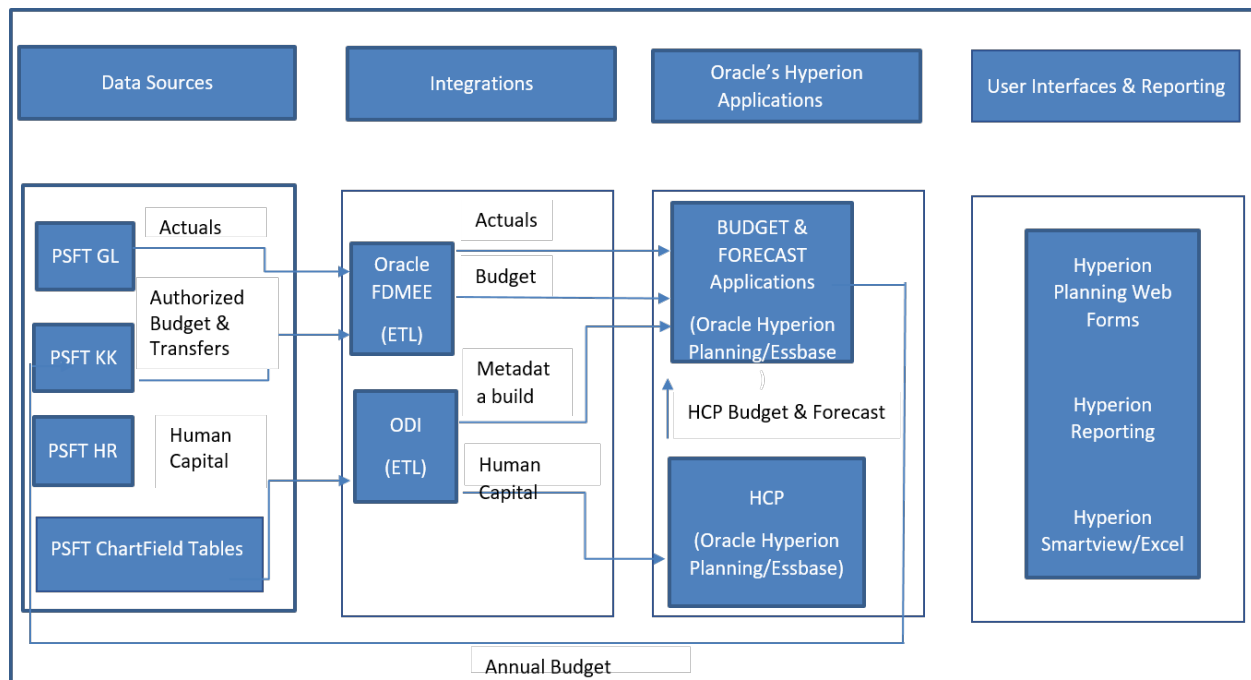 Data Sources
Integrations
Oracle’s Hyperion
Applications
User Interfaces & Reporting
PSFT GL
Actuals
Authorized
Budget &
Transfers
PSFT KK
PSFT HR
Human
Capital
PSFT ChartField Tables
Oracle
FDMEE
(ETL)
ODI
(ETL)
Actuals
Budget
Metadat
a build
Human
Capital
BUDGET &
FORECAST
Applications
(Oracle Hyperion
Planning/Essbase
)
HCP Budget & Forecast
HCP
(Oracle Hyperion
Planning/Essbase)
Hyperion
Planning Web
Forms
Hyperion
Reporting
Hyperion
Smartview/Excel
Annual Budget